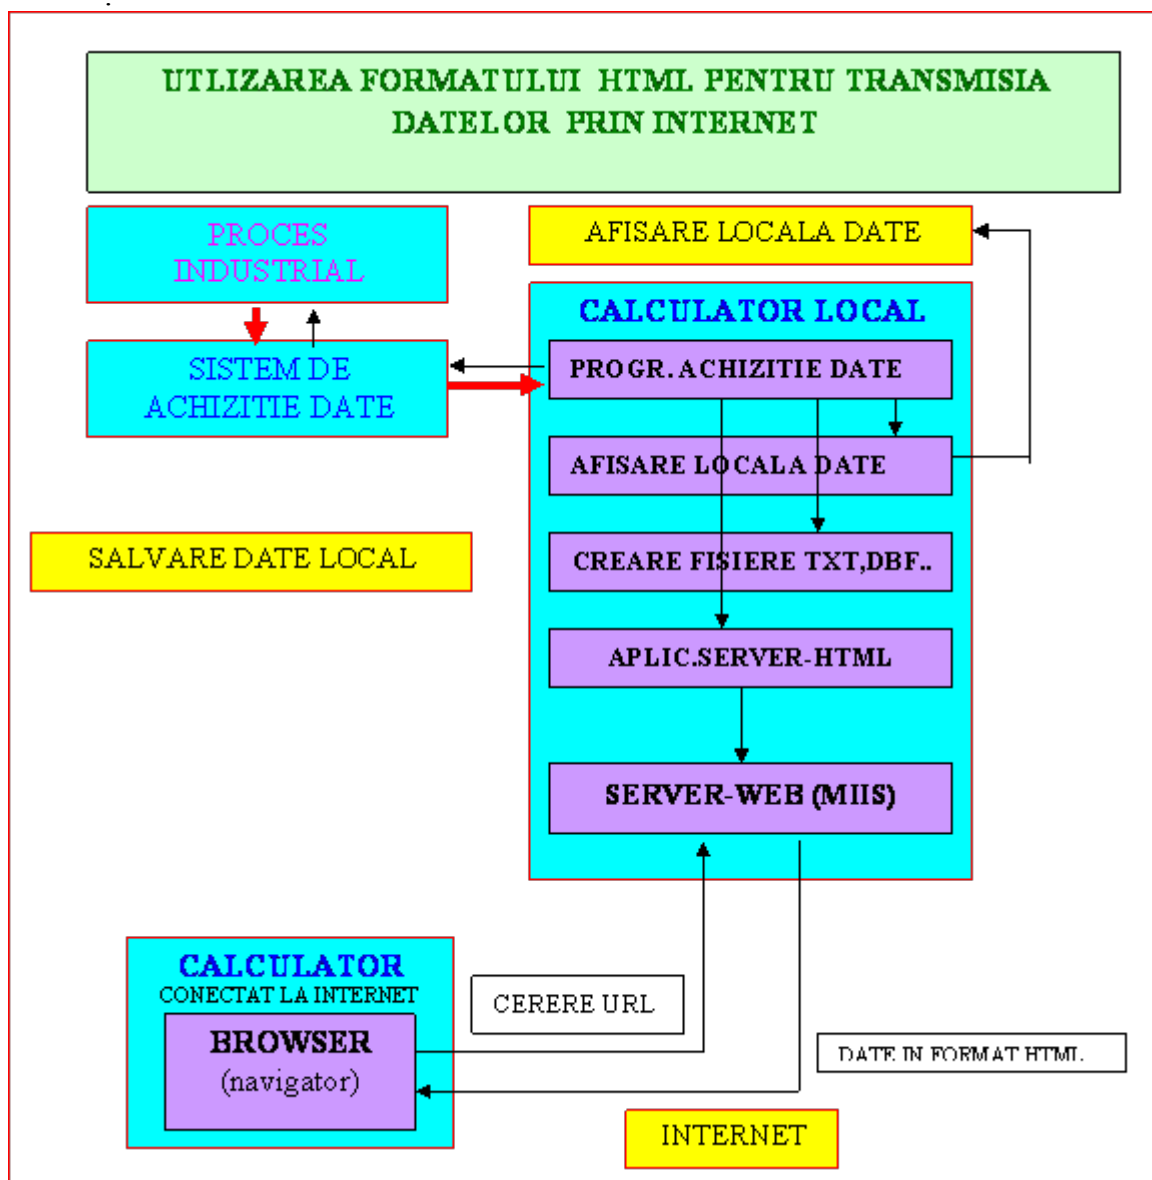 UTLIZAREA FORMATULUI HTML PENTRU TRANSMISIA
DATELOR PRIN INTERNET
PROCES
INDUSTRIAL
AFISARE LOCALA DATE
CALCULATOR LOCAL
SISTEM DE
ACHIZITIE DATE
PROGR. ACHIZITIE DATE
AFISARE LOCALA DATE
SALVARE DATE LOCAL
CREARE FISIERE TXT,DBF..
APLIC.SERVER-HTML
SERVER-WEB (MIIS)
CALCULATOR
CONECTAT LA INTERNET
BROWSER
(navigator)
CERERE URL
DATE IN FORMAT HTML
INTERNET